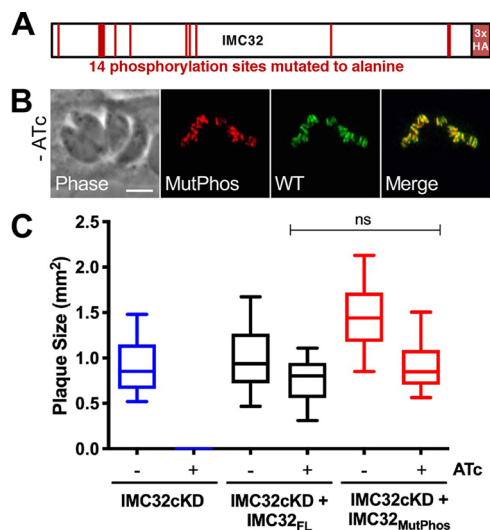 A
IMC32
3x
HA
14 phosphorylation sites mutated to alanine
B
- ATc
Phase
MutPhos
WT
Merge
C
ns
Plaque Size (mm²)
2.5
2.0
1.5
1.0
0.5
0.0
- + - + - + ATc
IMC32cKD
IMC32cKD +
IMC32FL
IMC32cKD +
IMC32MutPhos